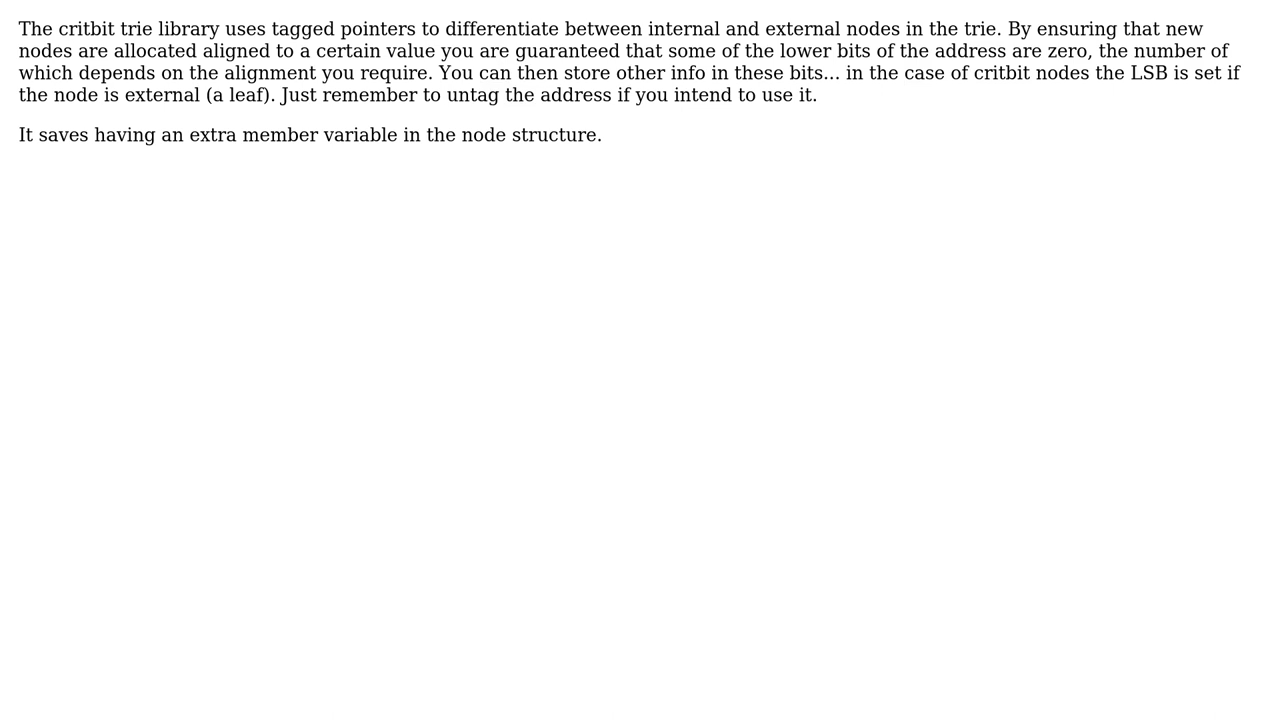 The critbit trie library uses tagged pointers to differentiate between internal and external nodes in the trie. By ensuring that new
nodes are allocated aligned to a certain value you are guaranteed that some of the lower bits of the address are zero, the number of
which depends on the alignment you require. You can then store other info in these bits... in the case of critbit nodes the LSB is set if
the node is external (a leaf). Just remember to untag the address if you intend to use it.
It saves having an extra member variable in the node structure.